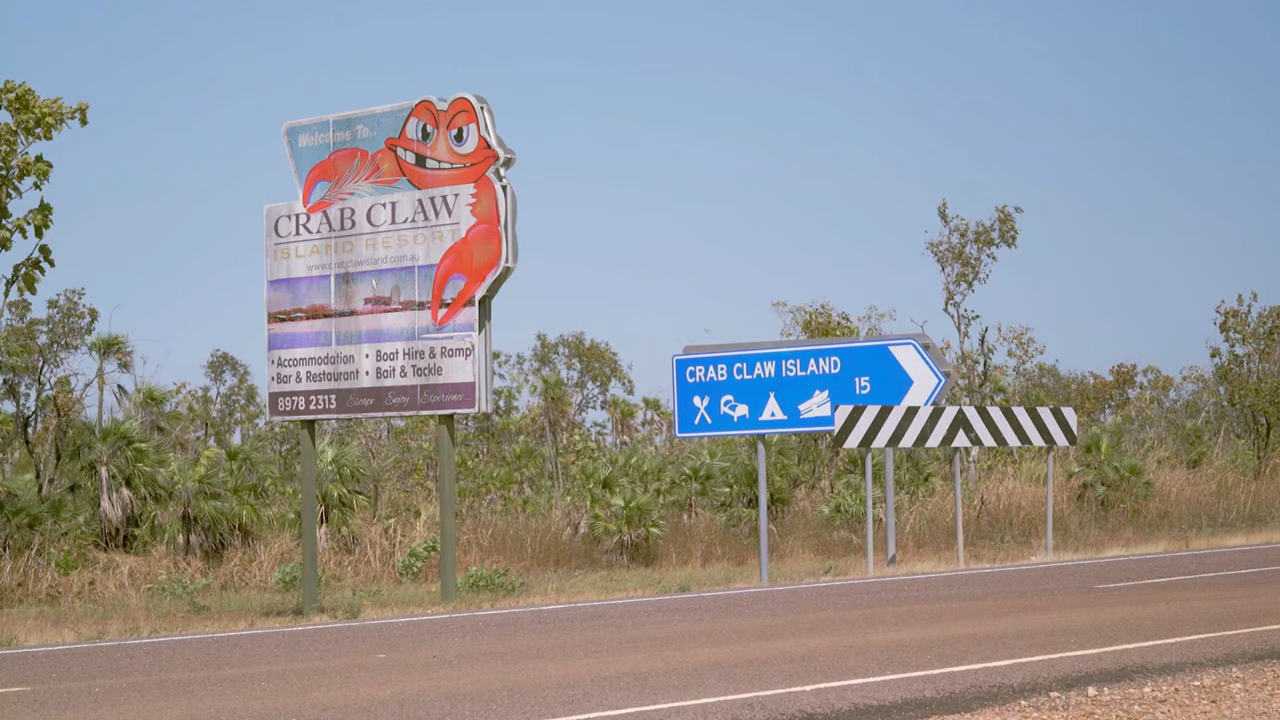 Welcome To..
CRAB CLAW
ISLAND RESORT
www.crabclawisland.com.au
• Accommodation • Boat Hire & Ramp
• Bar & Restaurant • Bait & Tackle
8978 2313 Escape Enjoy Experience...
CRAB CLAW ISLAND
15